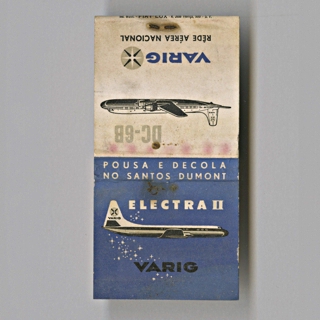 REDE AÉREA NACIONAL
VARIG
DC-6B
POUSA E DECOLA
NO SANTOS DUMONT
ELECTRA II
VARIG